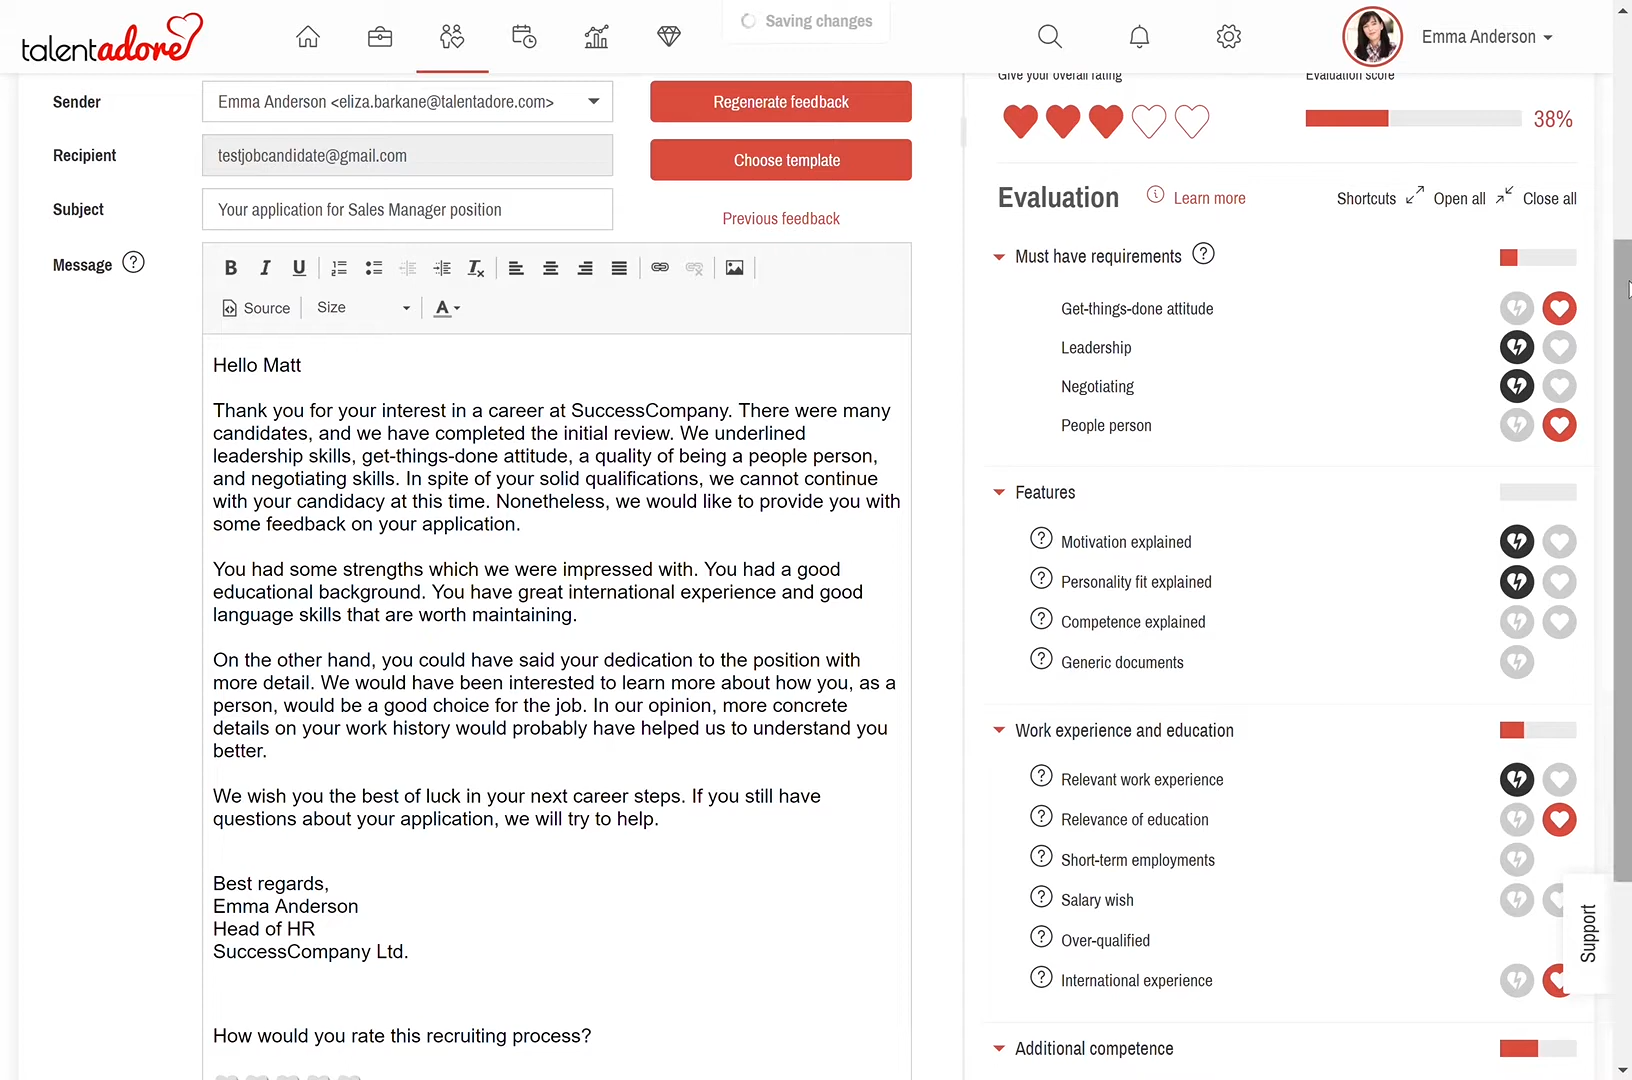 talentadore
Saving changes
Emma Anderson
Sender
Emma Anderson <eliza.barkane@talentadore.com>
Regenerate feedback
Recipient
testjobcandidate@gmail.com
Choose template
Subject
Your application for Sales Manager position
Previous feedback
Message
?
B I U
Source
Size
A
Hello Matt
Thank you for your interest in a career at SuccessCompany. There were many
candidates, and we have completed the initial review. We underlined
leadership skills, get-things-done attitude, a quality of being a people person,
and negotiating skills. In spite of your solid qualifications, we cannot continue
with your candidacy at this time. Nonetheless, we would like to provide you with
some feedback on your application.
You had some strengths which we were impressed with. You had a good
educational background. You have great international experience and good
language skills that are worth maintaining.
On the other hand, you could have said your dedication to the position with
more detail. We would have been interested to learn more about how you, as a
person, would be a good choice for the job. In our opinion, more concrete
details on your work history would probably have helped us to understand you
better.
We wish you the best of luck in your next career steps. If you still have
questions about your application, we will try to help.
Best regards,
Emma Anderson
Head of HR
SuccessCompany Ltd.
How would you rate this recruiting process?
Give your overall rating
Evaluation score
38%
Evaluation
Learn more
Shortcuts
Open all
Close all
Must have requirements ?
Get-things-done attitude
Leadership
Negotiating
People person
Features
? Motivation explained
? Personality fit explained
? Competence explained
? Generic documents
Work experience and education
? Relevant work experience
? Relevance of education
? Short-term employments
? Salary wish
? Over-qualified
? International experience
Additional competence
Support